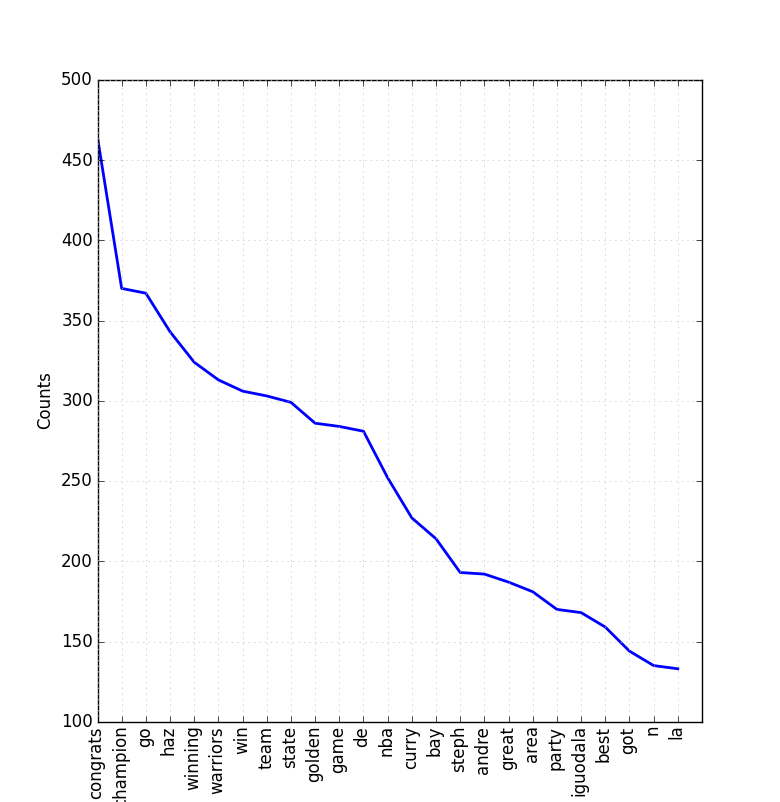 500
450
400
350
300
250
200
150
100
Counts
congrats
hampion
go
haz
winning
warriors
win
team
state
golden
game
de
nba
curry
bay
steph
andre
great
area
party
iguodala
best
got
n
la